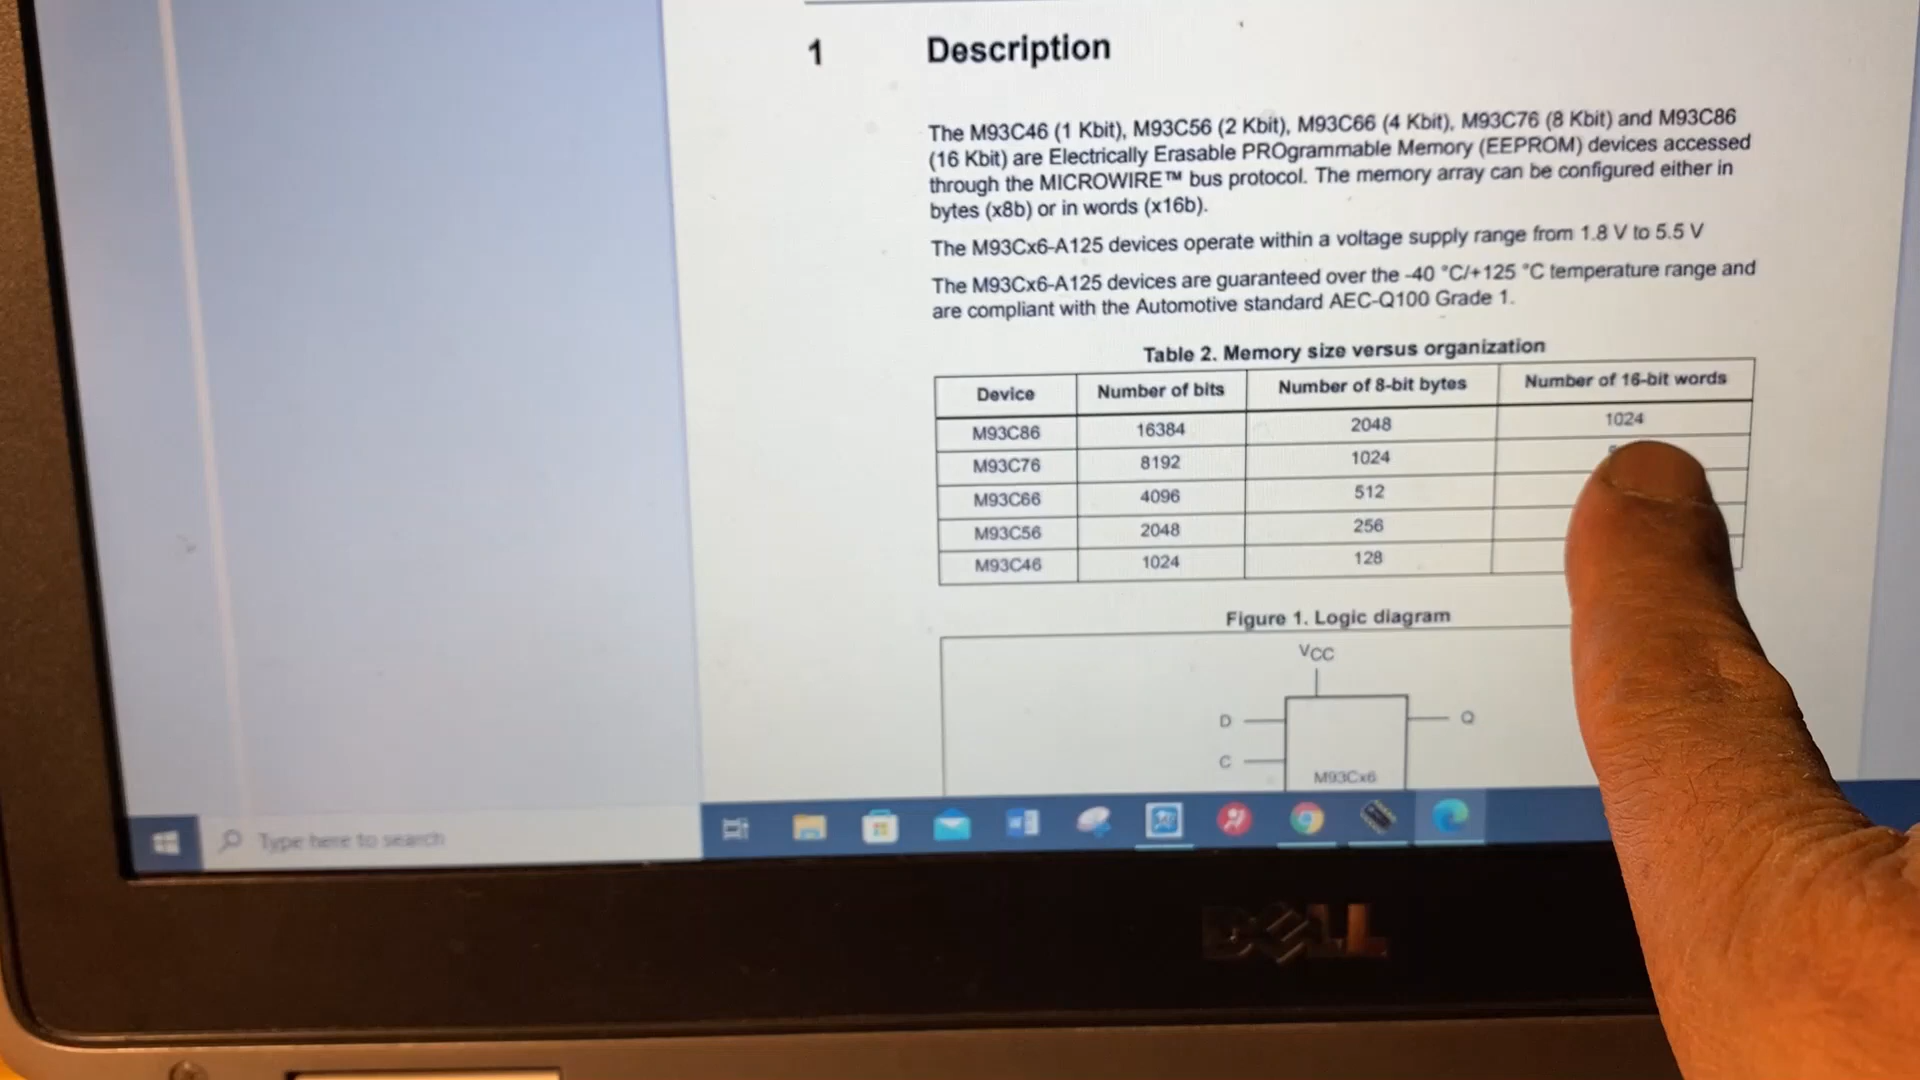 1 Description
The M93C46 (1 Kbit), M93C56 (2 Kbit), M93C66 (4 Kbit), M93C76 (8 Kbit) and M93C86
(16 Kbit) are Electrically Erasable PROgrammable Memory (EEPROM) devices accessed
through the MICROWIRE™ bus protocol. The memory array can be configured either in
bytes (x8b) or in words (x16b).
The M93Cx6-A125 devices operate within a voltage supply range from 1.8 V to 5.5 V
The M93Cx6-A125 devices are guaranteed over the -40 °C/+125 °C temperature range and
are compliant with the Automotive standard AEC-Q100 Grade 1.
Table 2. Memory size versus organization
Device Number of bits Number of 8-bit bytes Number of 16-bit words
M93C86 16384 2048 1024
M93C76 8192 1024
M93C66 4096 512
M93C56 2048 256
M93C46 1024 128
Figure 1. Logic diagram
VCC
D Q
C
M93Cx6
Type here to search
DELL